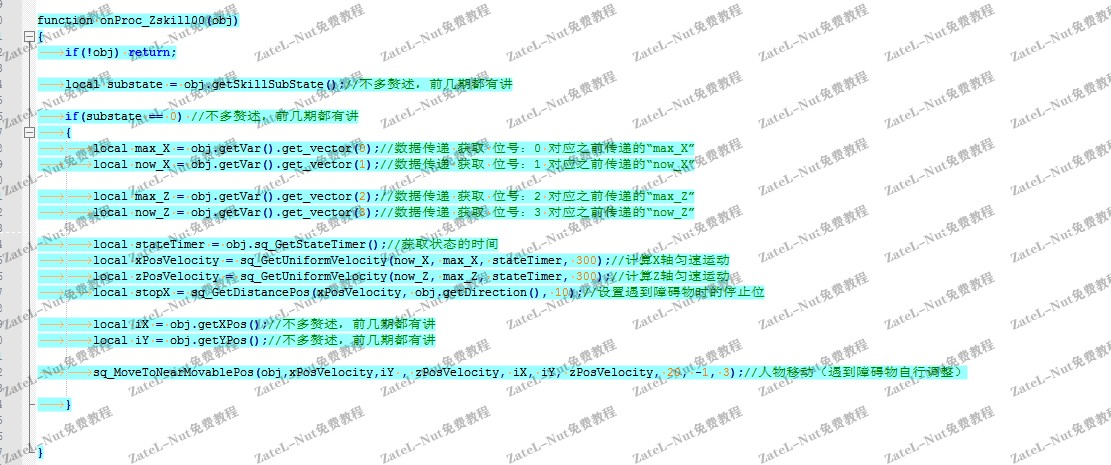 function onProc_Zskill00(obj)
{
if(!obj) return;
local substate = obj.getSkillSubState();//不多赘述，前几期都有讲
if(substate == 0) //不多赘述，前几期都有讲
{
local max_X = obj.getVar().get_vector(0);//数据传递 获取 位号：0 对应之前传递的“max_X”
local now_X = obj.getVar().get_vector(1);//数据传递 获取 位号：1 对应之前传递的“now_X”
local max_Z = obj.getVar().get_vector(2);//数据传递 获取 位号：2 对应之前传递的“max_Z”
local now_Z = obj.getVar().get_vector(3);//数据传递 获取 位号：3 对应之前传递的“now_Z”
local stateTimer = obj.sq_GetStateTimer();//获取状态的时间
local xPosVelocity = sq_GetUniformVelocity(now_X, max_X, stateTimer, 300);//计算X轴匀速运动
local zPosVelocity = sq_GetUniformVelocity(now_Z, max_Z, stateTimer, 300);//计算Z轴匀速运动
local stopX = sq_GetDistancePos(xPosVelocity, obj.getDirection(), 10);//设置遇到障碍物时的停止位
local iX = obj.getXPos();//不多赘述，前几期都有讲
local iY = obj.getYPos();//不多赘述，前几期都有讲
sq_MoveToNearMovablePos(obj,xPosVelocity,iY , zPosVelocity, iX, iY, zPosVelocity, 20, -1, 3);//人物移动（遇到障碍物自行调整）
}
}
ZateL-Nut免费教程